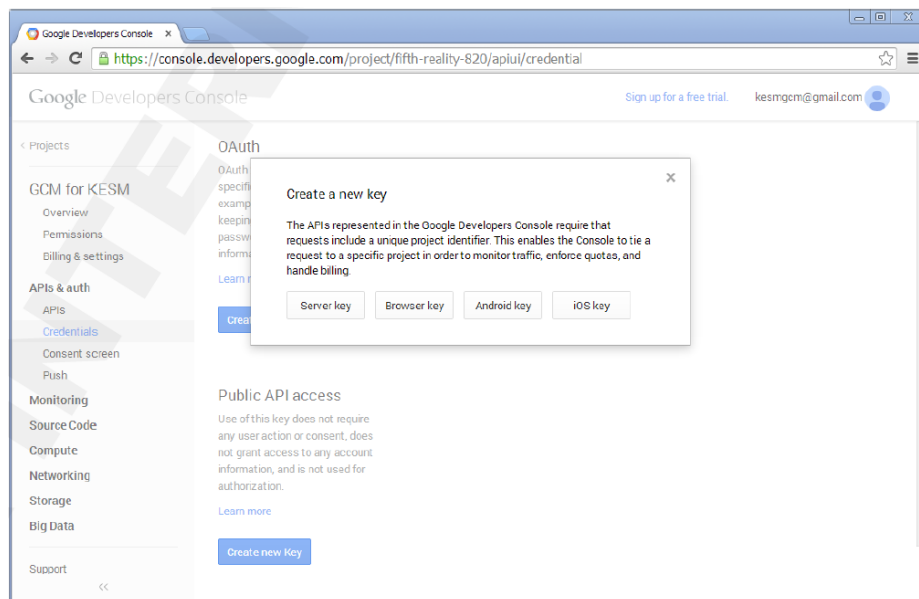 Google Developers Console
https://console.developers.google.com/project/fifth-reality-820/apiui/credential
Google Developers Console
Sign up for a free trial.
kesmgcm@gmail.com
< Projects
GCM for KESM
Overview
Permissions
Billing & settings
APIs & auth
APIs
Credentials
Consent screen
Push
Monitoring
Source Code
Compute
Networking
Storage
Big Data
Support
<<
OAuth
OAuth
Learn
Create a new key
x
The APIs represented in the Google Developers Console require that
requests include a unique project identifier. This enables the Console to tie a
request to a specific project in order to monitor traffic, enforce quotas, and
handle billing.
Server key
Browser key
Android key
iOS key
Public API access
Use of this key does not require
any user action or consent, does
not grant access to any account
information, and is not used for
authorization.
Learn more
Create new Key